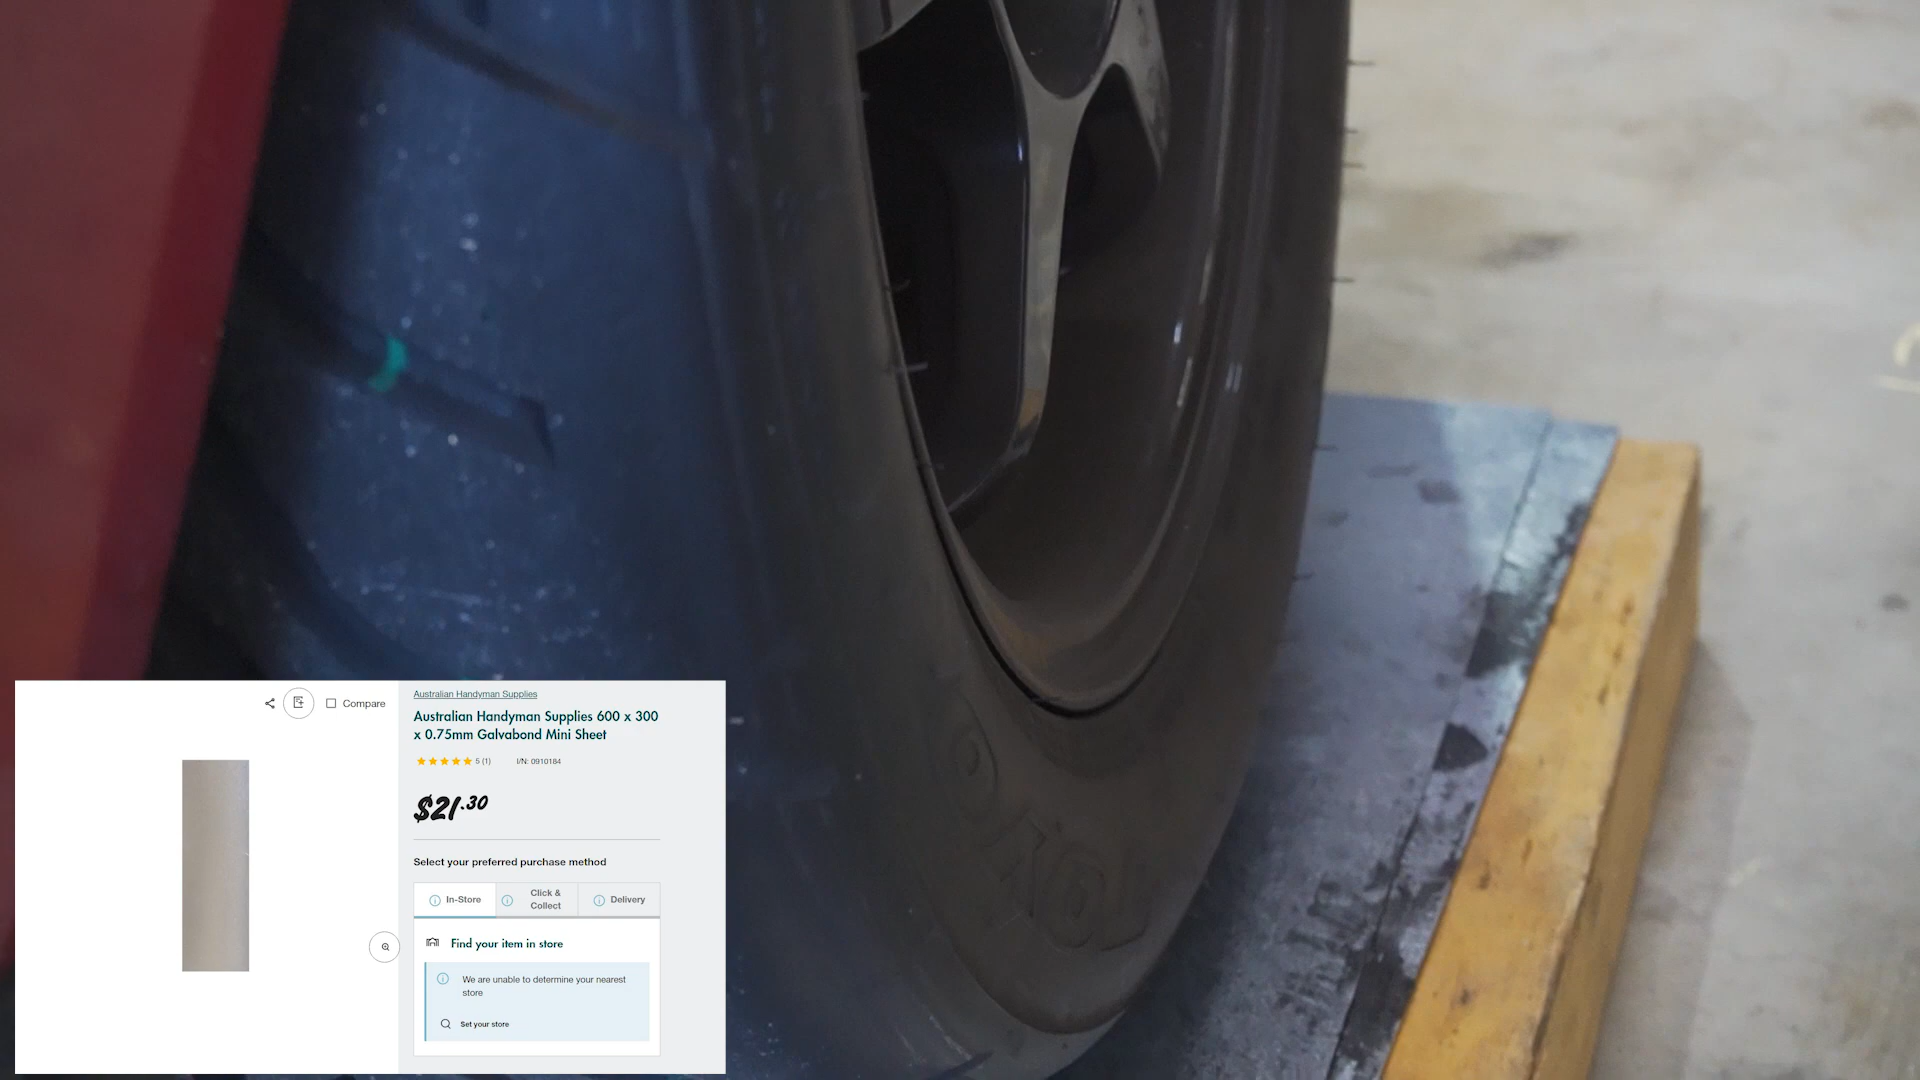 Compare
Australian Handyman Supplies
Australian Handyman Supplies 600 x 300
x 0.75mm Galvabond Mini Sheet
5 (1)
I/N: 0910184
$21.30
Select your preferred purchase method
In-Store
Click &
Collect
Delivery
Find your item in store
We are unable to determine your nearest
store
Set your store